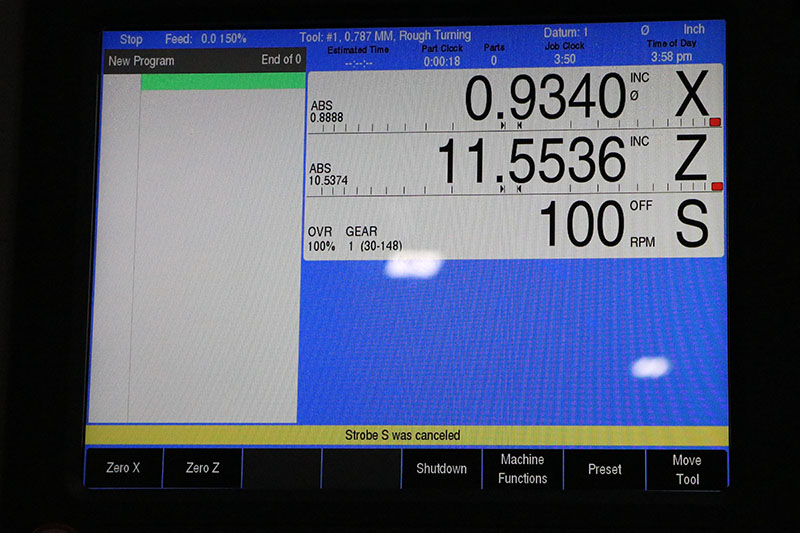 Stop Feed: 0.0 150% Tool: #1, 0.787 MM, Rough Turning Datum: 1 Ø Inch
Estimated Time Part Clock Parts Job Clock Time of Day
--:--:-- 0:00:18 0 3:50 3:58 pm
New Program End of 0
ABS 0.9340 INC X
0.8888 Ø
ABS 11.5536 INC Z
10.5374
100 OFF S
OVR GEAR RPM
100% 1 (30-148)
Strobe S was canceled
Zero X Zero Z Shutdown Machine Functions Preset Move Tool